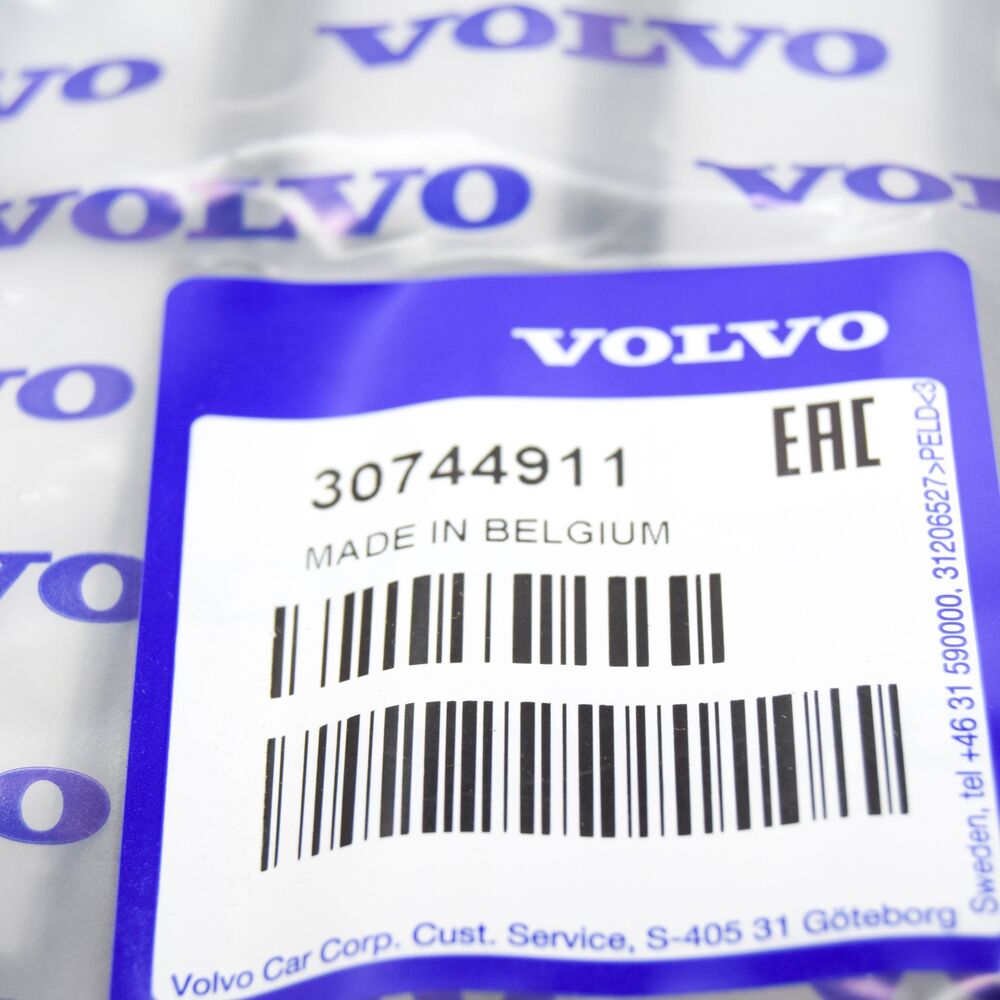 VOLVO
VOLVO
VOLVO
VOLVO
VOLVO
EAC
30744911
MADE IN BELGIUM
Volvo Car Corp. Cust. Service, S-405 31 Göteborg
Sweden, tel +46 31 590000, 31206527>PELD<3